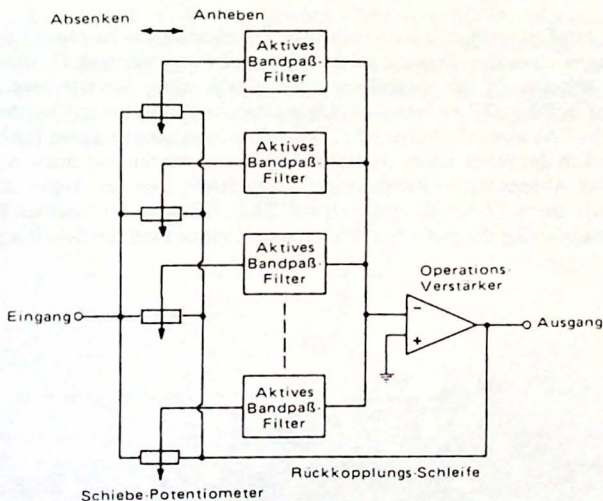 Absenken Anheben
Aktives
Bandpaß-
Filter
Aktives
Bandpaß-
Filter
Aktives
Bandpaß-
Filter
Operations-
Verstärker
Eingang
−
+
Ausgang
Aktives
Bandpaß-
Filter
Rückkopplungs-Schleife
Schiebe-Potentiometer